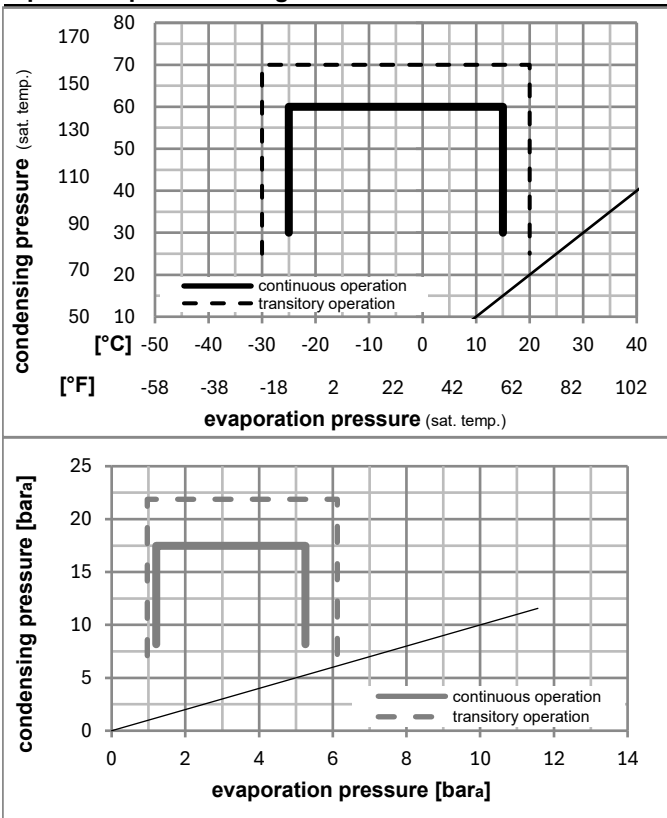 170 80
70
150 60
130 50
110 40
90 30
70 20
50 10
condensing pressure (sat. temp.)
continuous operation
transitory operation
[°C] -50 -40 -30 -20 -10 0 10 20 30 40
[°F] -58 -38 -18 2 22 42 62 82 102
evaporation pressure (sat. temp.)
25
20
15
10
5
0
condensing pressure [bara]
continuous operation
transitory operation
0 2 4 6 8 10 12 14
evaporation pressure [bara]